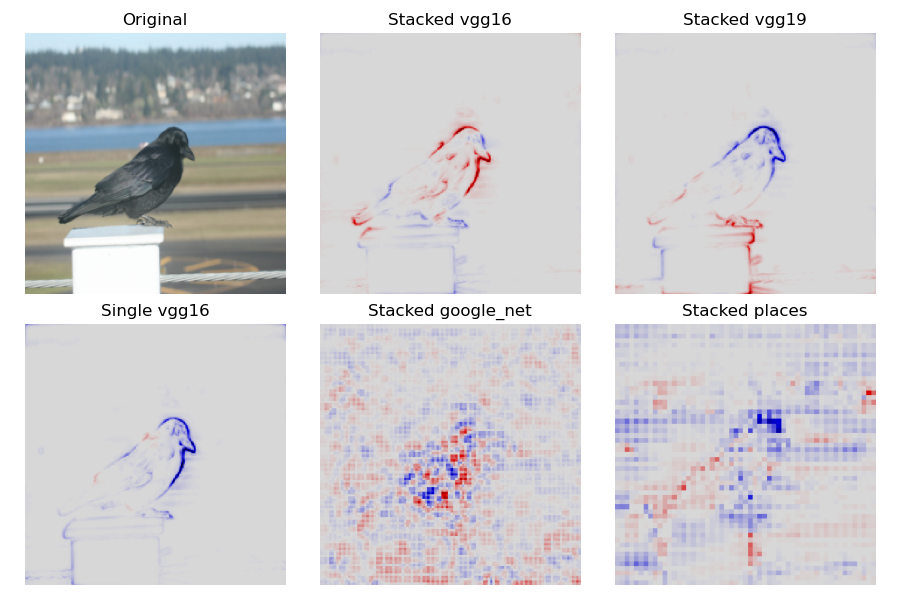 Original
Stacked vgg16
Stacked vgg19
Single vgg16
Stacked google_net
Stacked places